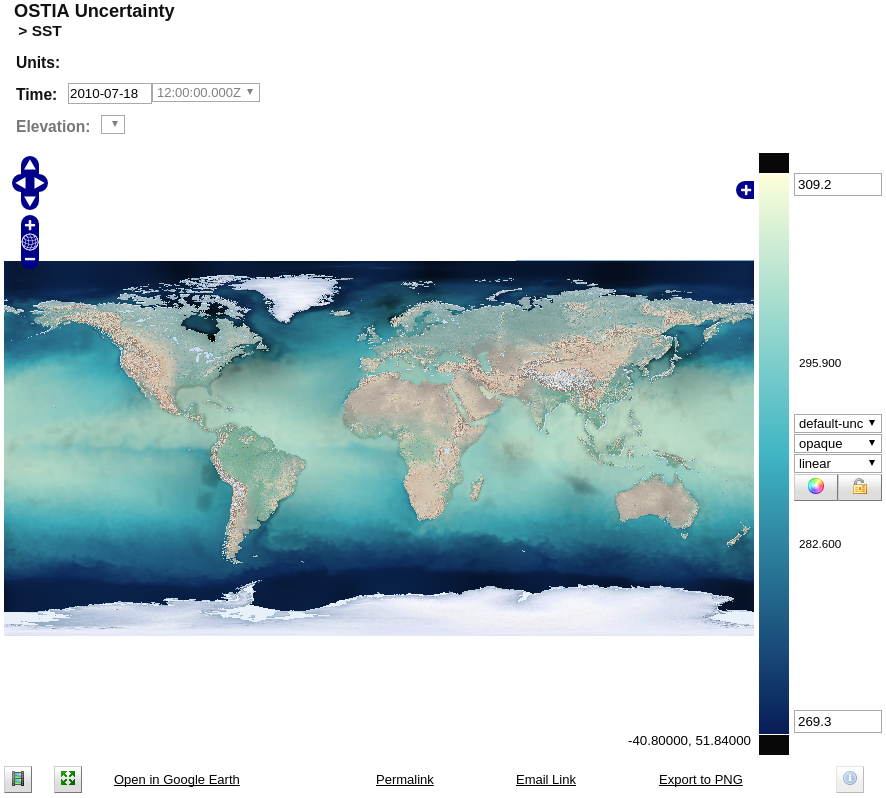 OSTIA Uncertainty
> SST
Units:
Time: 2010-07-18 12:00:00.000Z
Elevation:
309.2
295.900
default-unc
opaque
linear
282.600
269.3
-40.80000, 51.84000
Open in Google Earth Permalink Email Link Export to PNG